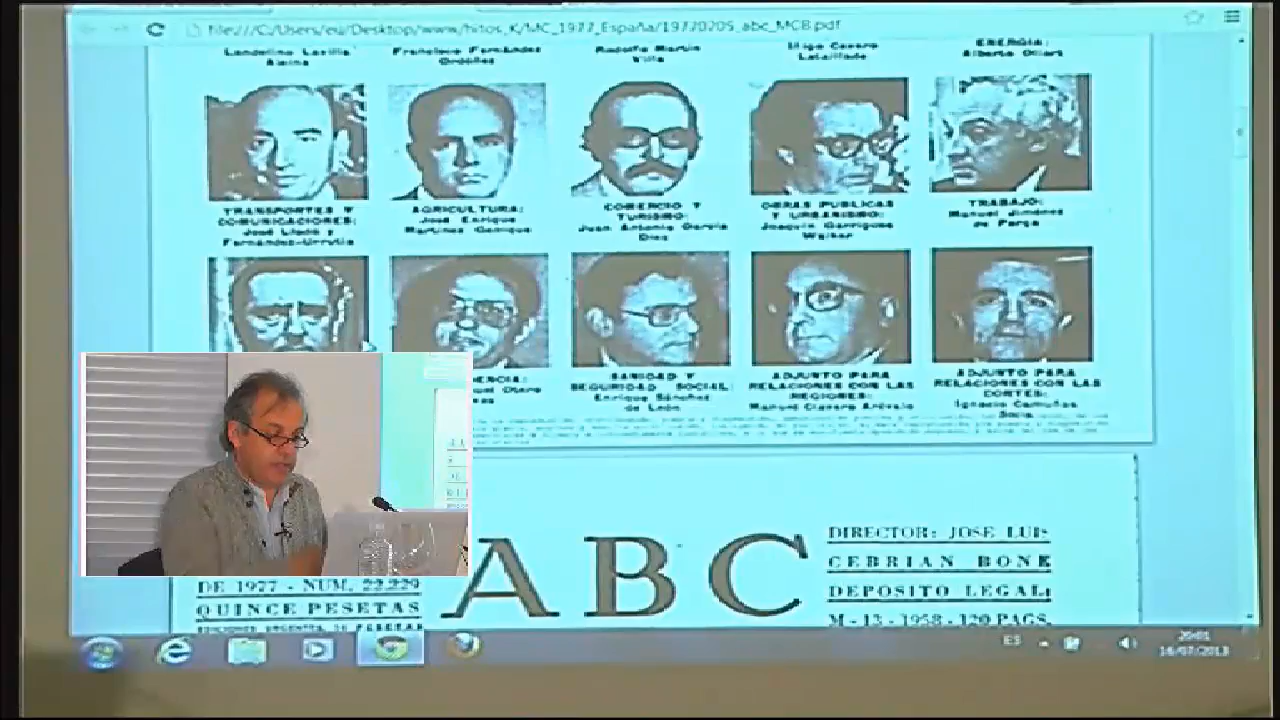 file:///C:/Users/eu/Desktop/www/hitos_K/MC_1977_España/19770205_abc_MCB.pdf
Landelino Lavilla Francisco Fernández Rodolfo Martín Iñigo Cavero ENERGIA:
Alsina Ordóñez Villa Lataillade Alberto Oliart
TRANSPORTES Y AGRICULTURA: COMERCIO Y OBRAS PUBLICAS TRABAJO:
COMUNICACIONES: José Enrique TURISMO: Y URBANISMO: Manuel Jiménez
José Lladó y Martínez Genique Juan Antonio García Joaquín Garrigues de Parga
Fernández-Urrutia Díez Walker
SANIDAD Y ADJUNTO PARA ADJUNTO PARA
Otero SEGURIDAD SOCIAL: RELACIONES CON LAS RELACIONES CON LAS
Enrique Sánchez REGIONES: CORTES:
de León Manuel Clavero Arévalo Ignacio Camuñas
Solís
DE 1977 - NUM. 22.229
QUINCE PESETAS
ABC
DIRECTOR: JOSE LUIS
CEBRIAN BONE
DEPOSITO LEGAL:
M - 13 - 1958 - 120 PAGS.
ES
20:01
16/07/2013